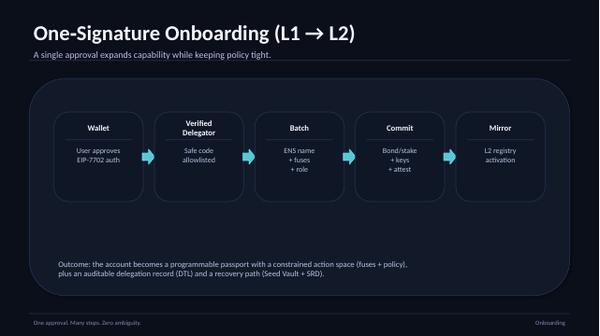 One-Signature Onboarding (L1 → L2)
A single approval expands capability while keeping policy tight.
Wallet
User approves
EIP-7702 auth
Verified
Delegator
Safe code
allowlisted
Batch
ENS name
+ fuses
+ role
Commit
Bond/stake
+ keys
+ attest
Mirror
L2 registry
activation
Outcome: the account becomes a programmable passport with a constrained action space (fuses + policy),
plus an auditable delegation record (DTL) and a recovery path (Seed Vault + SRD).
One approval. Many steps. Zero ambiguity.
Onboarding